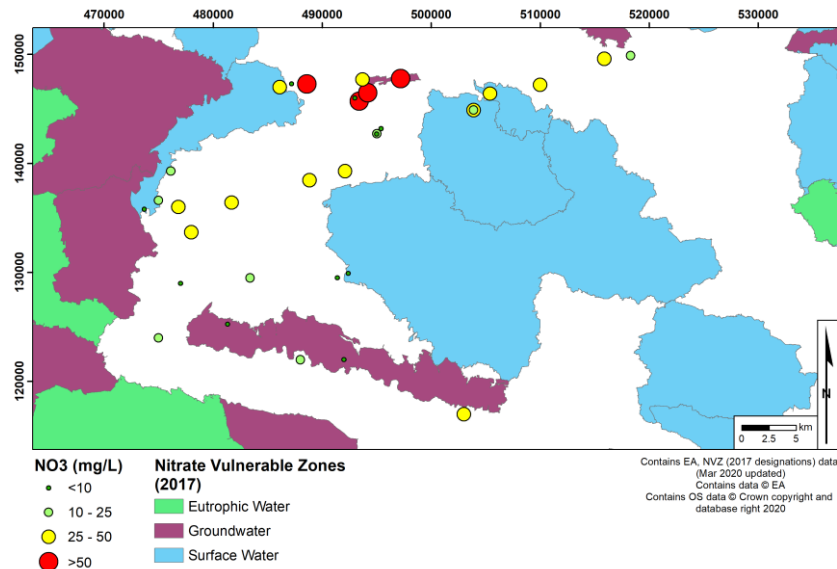 470000 480000 490000 500000 510000 520000 530000
150000
140000
130000
120000
N
0 2.5 5 km
NO3 (mg/L)
<10
10 - 25
25 - 50
>50
Nitrate Vulnerable Zones
(2017)
Eutrophic Water
Groundwater
Surface Water
Contains EA, NVZ (2017 designations) data
(Mar 2020 updated)
Contains data © EA
Contains OS data © Crown copyright and
database right 2020